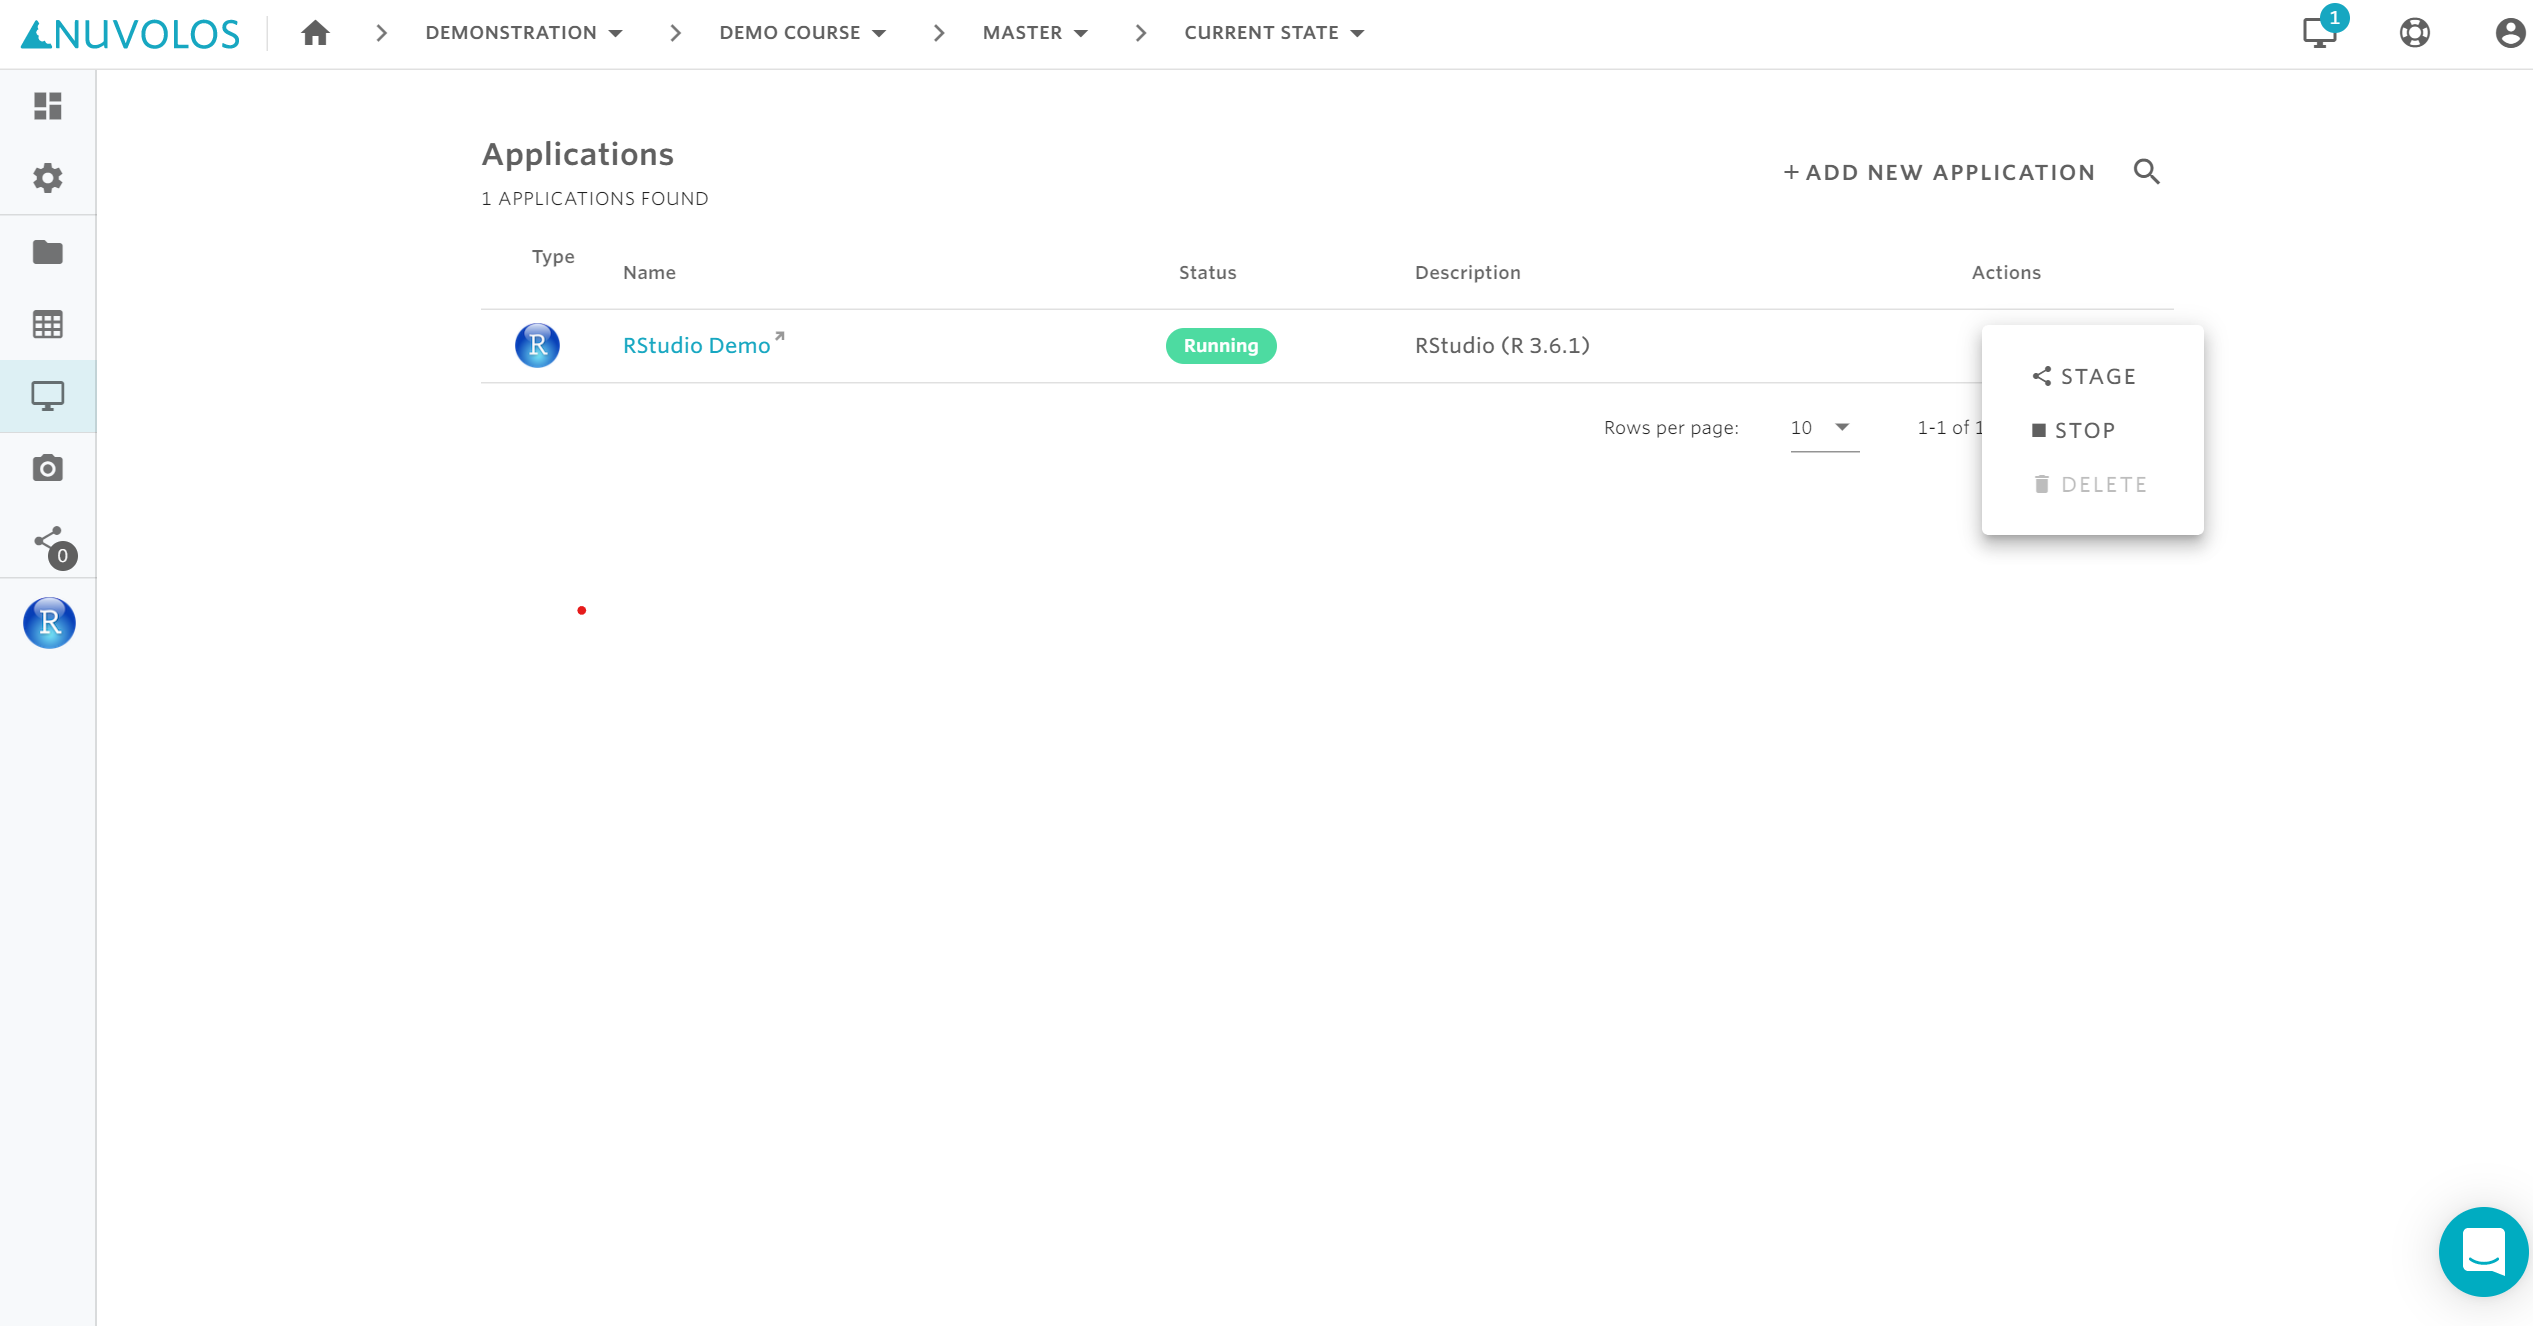 NUVOLOS
DEMONSTRATION
DEMO COURSE
MASTER
CURRENT STATE
1
Applications
1 APPLICATIONS FOUND
+ ADD NEW APPLICATION
Type
Name
Status
Description
Actions
R
RStudio Demo
Running
RStudio (R 3.6.1)
STAGE
STOP
DELETE
Rows per page:
10
1-1 of 1
0
R